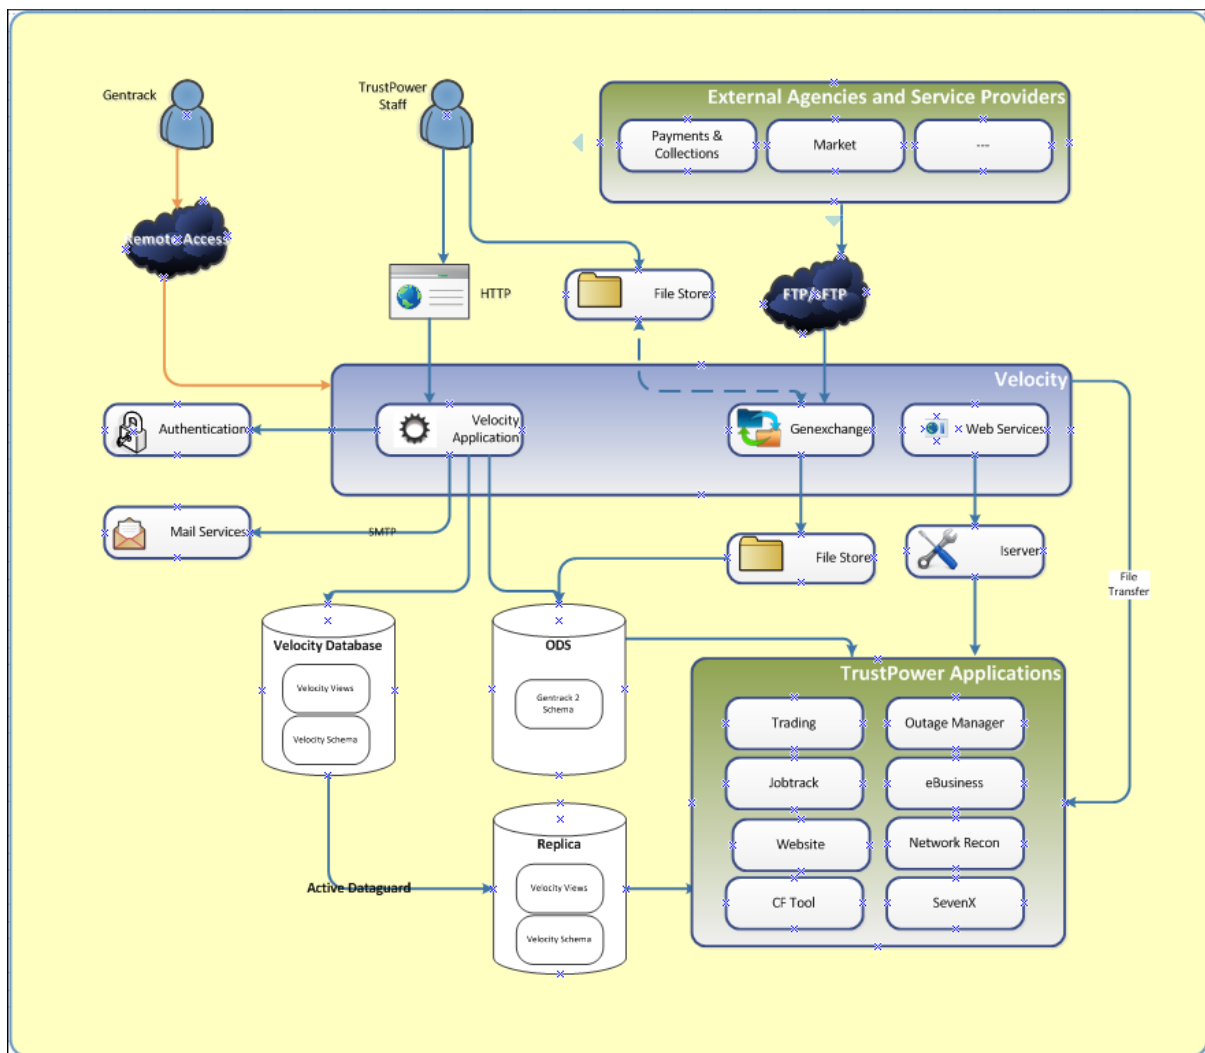 Gentrack
TrustPower
Staff
External Agencies and Service Providers
Payments &
Collections
Market
---
Remote Access
HTTP
File Store
FTP/sFTP
Velocity
Authentication
Velocity
Application
Genexchange
Web Services
Mail Services
SMTP
File Store
Iserver
File
Transfer
Velocity Database
Velocity Views
Velocity Schema
ODS
Gentrack 2
Schema
TrustPower Applications
Trading
Outage Manager
Jobtrack
eBusiness
Website
Network Recon
CF Tool
SevenX
Replica
Velocity Views
Velocity Schema
Active Dataguard